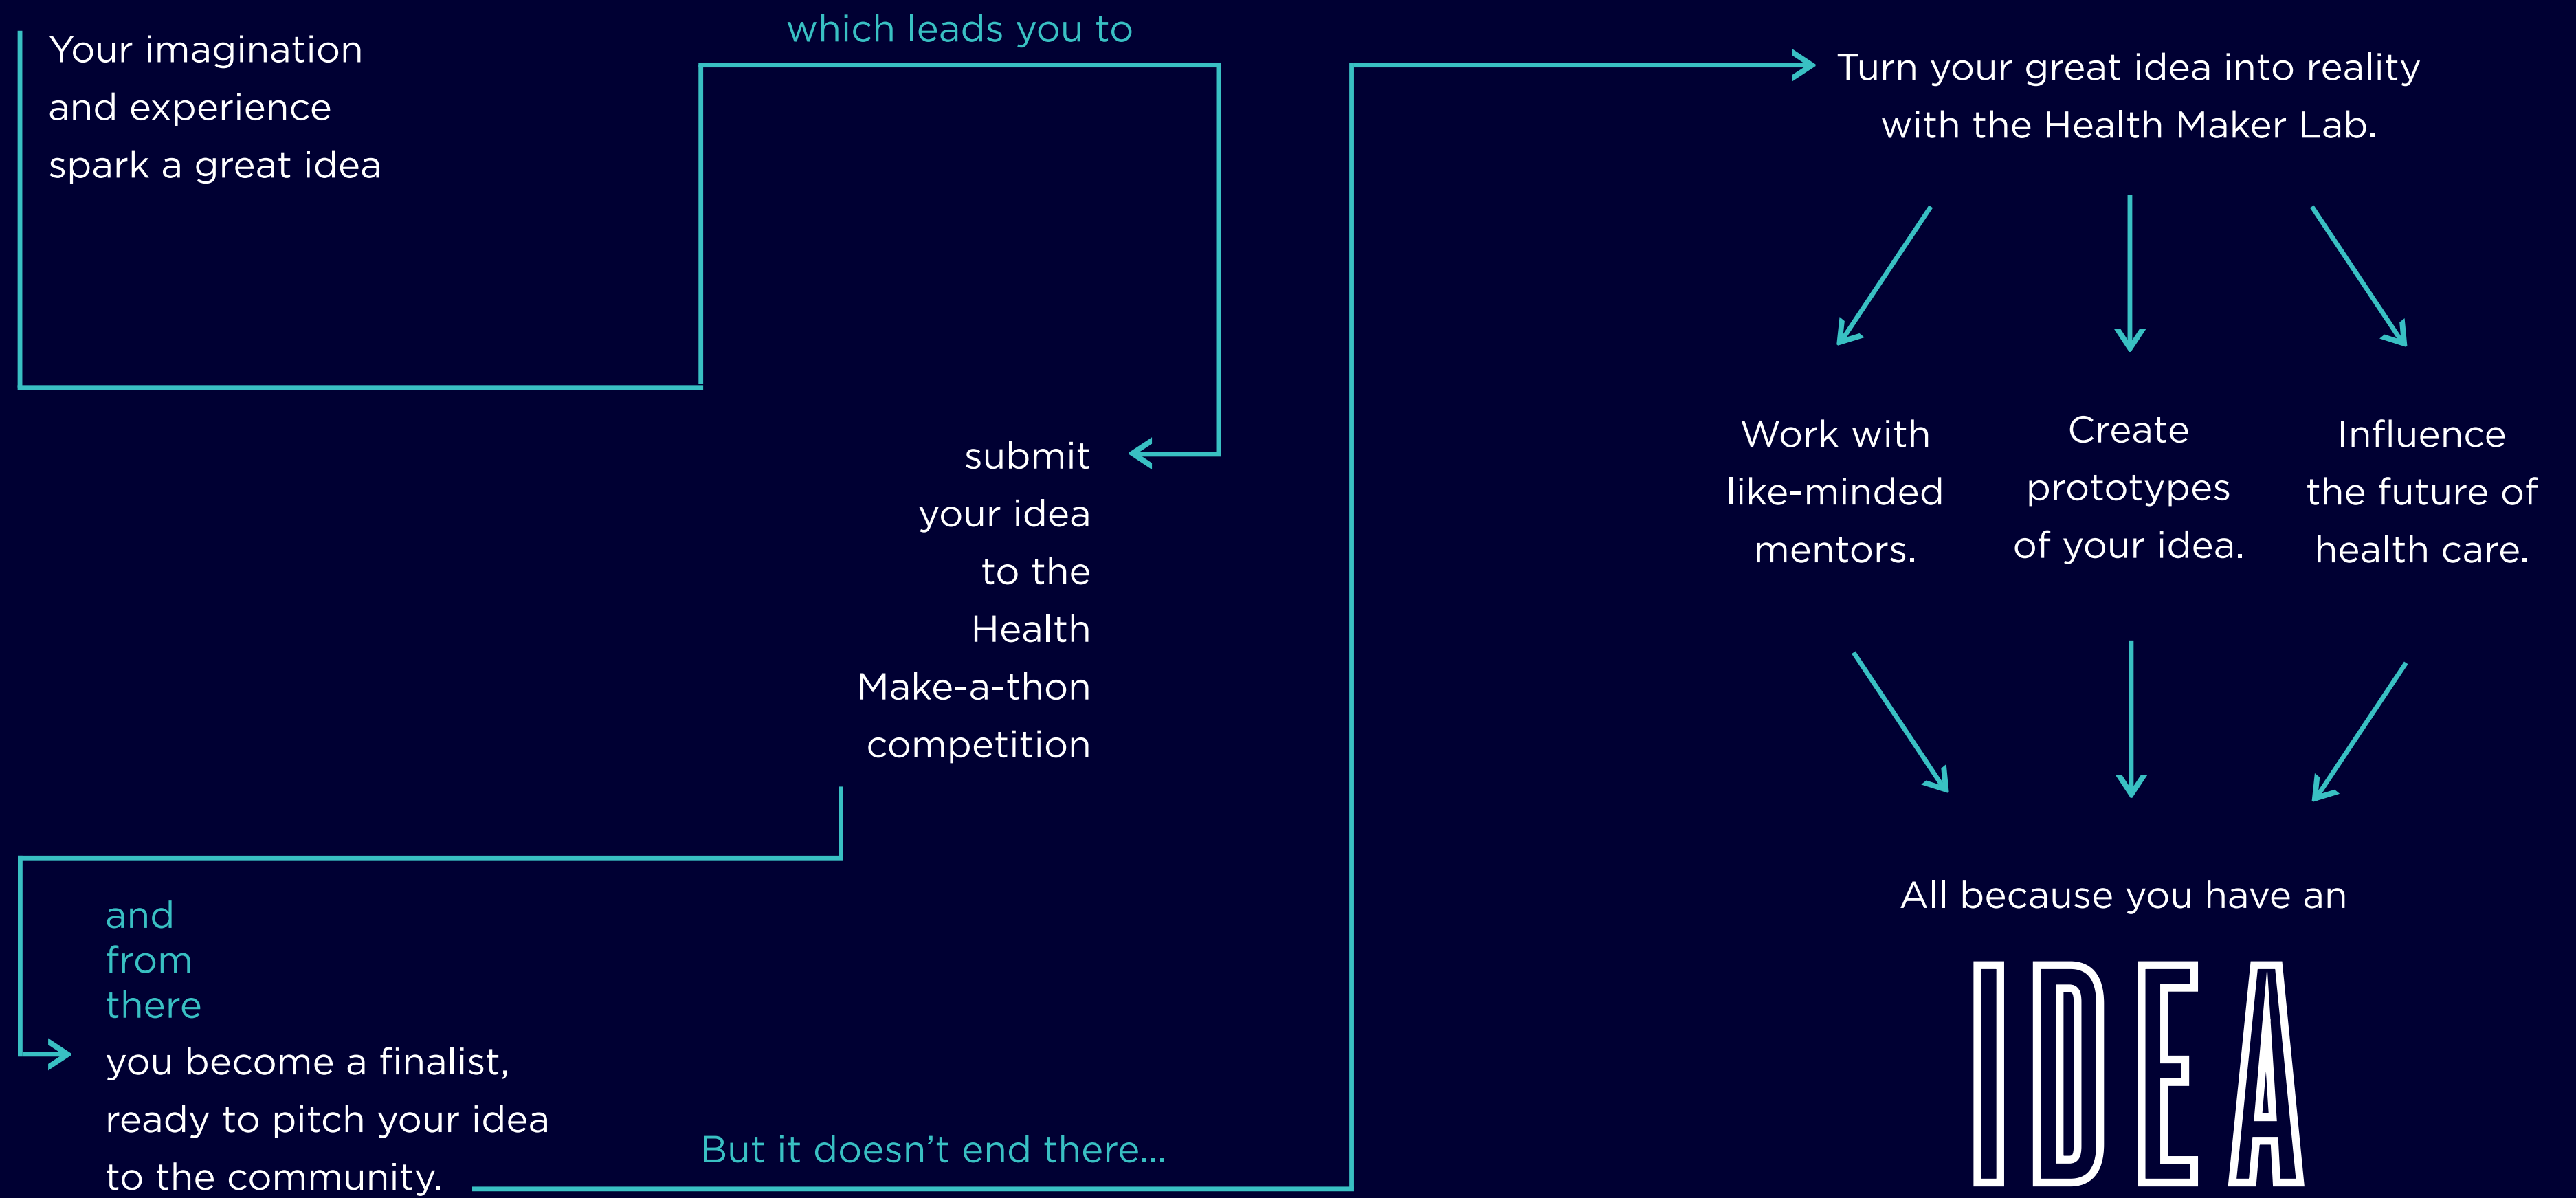 Your imagination
and experience
spark a great idea
which leads you to
submit
your idea
to the
Health
Make-a-thon
competition
and
from
there
you become a finalist,
ready to pitch your idea
to the community.
But it doesn’t end there...
Turn your great idea into reality
with the Health Maker Lab.
Work with
like-minded
mentors.
Create
prototypes
of your idea.
Influence
the future of
health care.
All because you have an
IDEA